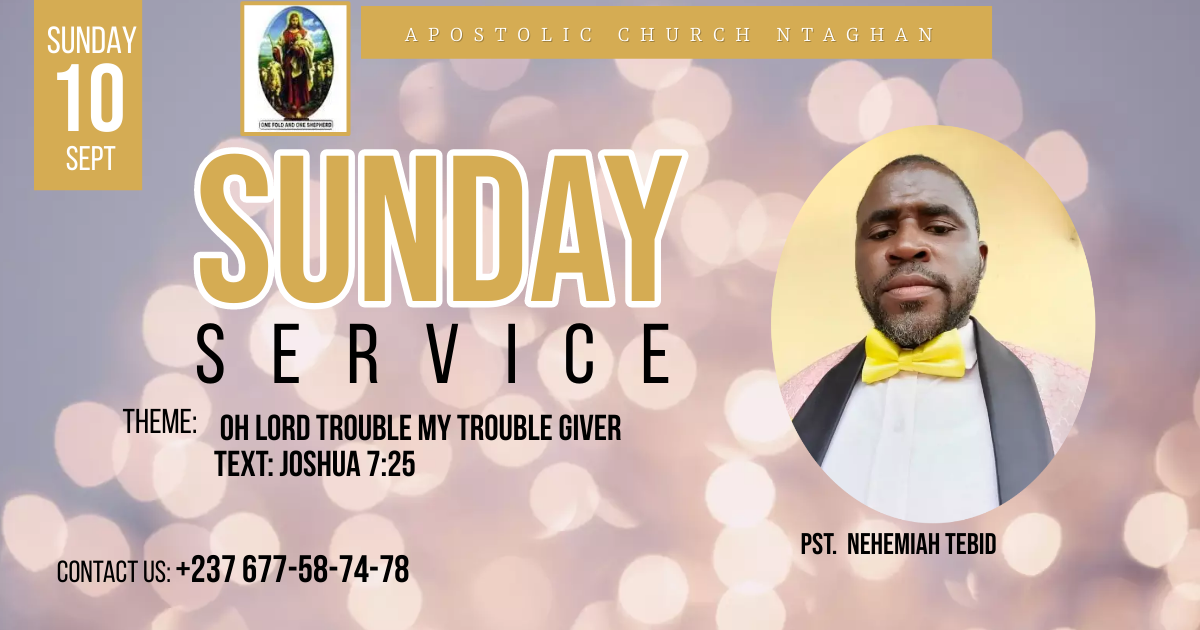 SUNDAY
10
SEPT
ONE FOLD AND ONE SHEPHERD
APOSTOLIC CHURCH NTAGHAN
SUNDAY
SERVICE
THEME: OH LORD TROUBLE MY TROUBLE GIVER
TEXT: JOSHUA 7:25
PST. NEHEMIAH TEBID
CONTACT US: +237 677-58-74-78